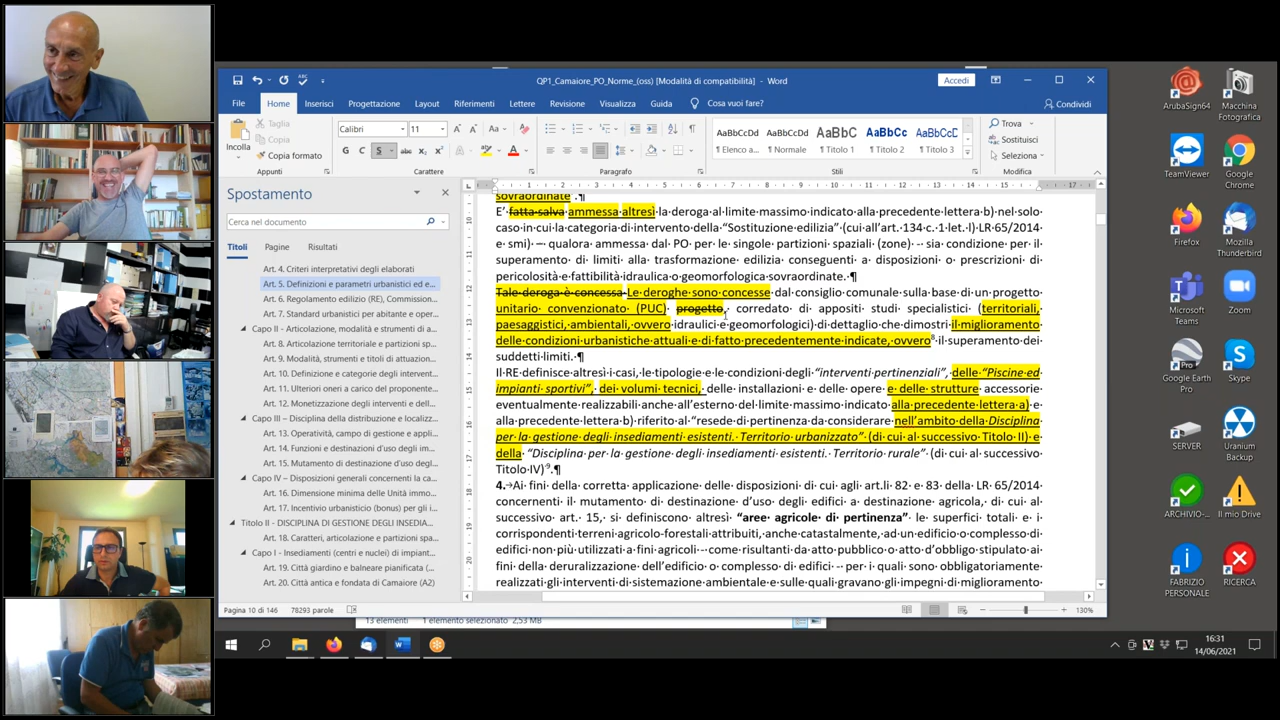 QP1_Camaiore_PO_Norme_(oss) [Modalità di compatibilità] - Word
Accedi
File Home Inserisci Progettazione Layout Riferimenti Lettere Revisione Visualizza Guida Cosa vuoi fare? Condividi
Incolla
Taglia
Copia
Copia formato
Calibri 11
G C S abc x₂ x²
Carattere
Paragrafo
AaBbCcDd AaBbCcDd AaBbC AaBbCc AaBbCcD
¶ Elenco a... ¶ Normale ¶ Titolo 1 ¶ Titolo 2 ¶ Titolo 3
Stili
Trova
Sostituisci
Seleziona
Modifica
Spostamento
Cerca nel documento
Titoli Pagine Risultati
Art. 4. Criteri interpretativi degli elaborati
Art. 5. Definizioni e parametri urbanistici ed e...
Art. 6. Regolamento edilizio (RE), Commission...
Art. 7. Standard urbanistici per abitante e oper...
Capo II - Articolazione, modalità e strumenti di a...
Art. 8. Articolazione territoriale e partizioni sp...
Art. 9. Modalità, strumenti e titoli di attuazion...
Art. 10. Definizione e categorie degli intervent...
Art. 11. Ulteriori oneri a carico del proponente...
Art. 12. Monetizzazione degli interventi e dell...
Capo III – Disciplina della distribuzione e localizz...
Art. 13. Operatività, campo di gestione e appli...
Art. 14. Funzioni e destinazioni d'uso degli im...
Art. 15. Mutamento di destinazione d'uso degl...
Capo IV – Disposizioni generali concernenti la ca...
Art. 16. Dimensione minima delle Unità immo...
Art. 17. Incentivo urbanistico (bonus) per gli i...
Titolo II - DISCIPLINA DI GESTIONE DEGLI INSEDIA...
Art. 18. Caratteri, articolazione e partizioni spa...
Capo I - Insediamenti (centri e nuclei) di impiant...
Art. 19. Città giardino e balneare pianificata (...
Art. 20. Città antica e fondata di Camaiore (A2)
sovraordinate".¶
E' fatta salva ammessa altresì la deroga al limite massimo indicato alla precedente lettera b) nel solo
caso in cui la categoria di intervento della "Sostituzione edilizia" (cui all'art. 134 c. 1 let. l) LR 65/2014
e smi) – qualora ammessa dal PO per le singole partizioni spaziali (zone) - sia condizione per il
superamento di limiti alla trasformazione edilizia conseguenti a disposizioni o prescrizioni di
pericolosità e fattibilità idraulica o geomorfologica sovraordinate. ¶
Tale deroga è concessa Le deroghe sono concesse dal consiglio comunale sulla base di un progetto
unitario convenzionato (PUC) progetto, corredato di appositi studi specialistici (territoriali,
paesaggistici, ambientali, ovvero idraulici e geomorfologici) di dettaglio che dimostri il miglioramento
delle condizioni urbanistiche attuali e di fatto precedentemente indicate, ovvero⁸ il superamento dei
suddetti limiti. ¶
Il RE definisce altresì i casi, le tipologie e le condizioni degli "interventi pertinenziali", delle "Piscine ed
impianti sportivi", dei volumi tecnici, delle installazioni e delle opere e delle strutture accessorie
eventualmente realizzabili anche all'esterno del limite massimo indicato alla precedente lettera a)
alla precedente lettera b) riferito al "resede di pertinenza da considerare nell'ambito della Disciplina
per la gestione degli insediamenti esistenti. Territorio urbanizzato" (di cui al successivo Titolo II) e
della "Disciplina per la gestione degli insediamenti esistenti. Territorio rurale" (di cui al successivo
Titolo IV)⁹.¶
4.→Ai fini della corretta applicazione delle disposizioni di cui agli art.li 82 e 83 della LR 65/2014
concernenti il mutamento di destinazione d'uso degli edifici a destinazione agricola, di cui al
successivo art. 15, si definiscono altresì "aree agricole di pertinenza" le superfici totali e i
corrispondenti terreni agricolo-forestali attribuiti, anche catastalmente, ad un edificio o complesso di
edifici non più utilizzati a fini agricoli - come risultanti da atto pubblico o atto d'obbligo stipulato ai
fini della deruralizzazione dell'edificio o complesso di edifici - per i quali sono obbligatoriamente
realizzati gli interventi di sistemazione ambientale e sulle quali gravano gli impegni di miglioramento
Pagina 10 di 146 78293 parole 130%
13 elementi 1 elemento selezionato 2,53 MB
ArubaSign64
Macchina Fotografica
TeamViewer
Google Chrome
Firefox
Mozilla Thunderbird
Microsoft Teams
Zoom
Google Earth Pro
Skype
SERVER
Uranium Backup
ARCHIVIO-...
Il mio Drive
FABRIZIO PERSONALE
RICERCA
16:31
14/06/2021